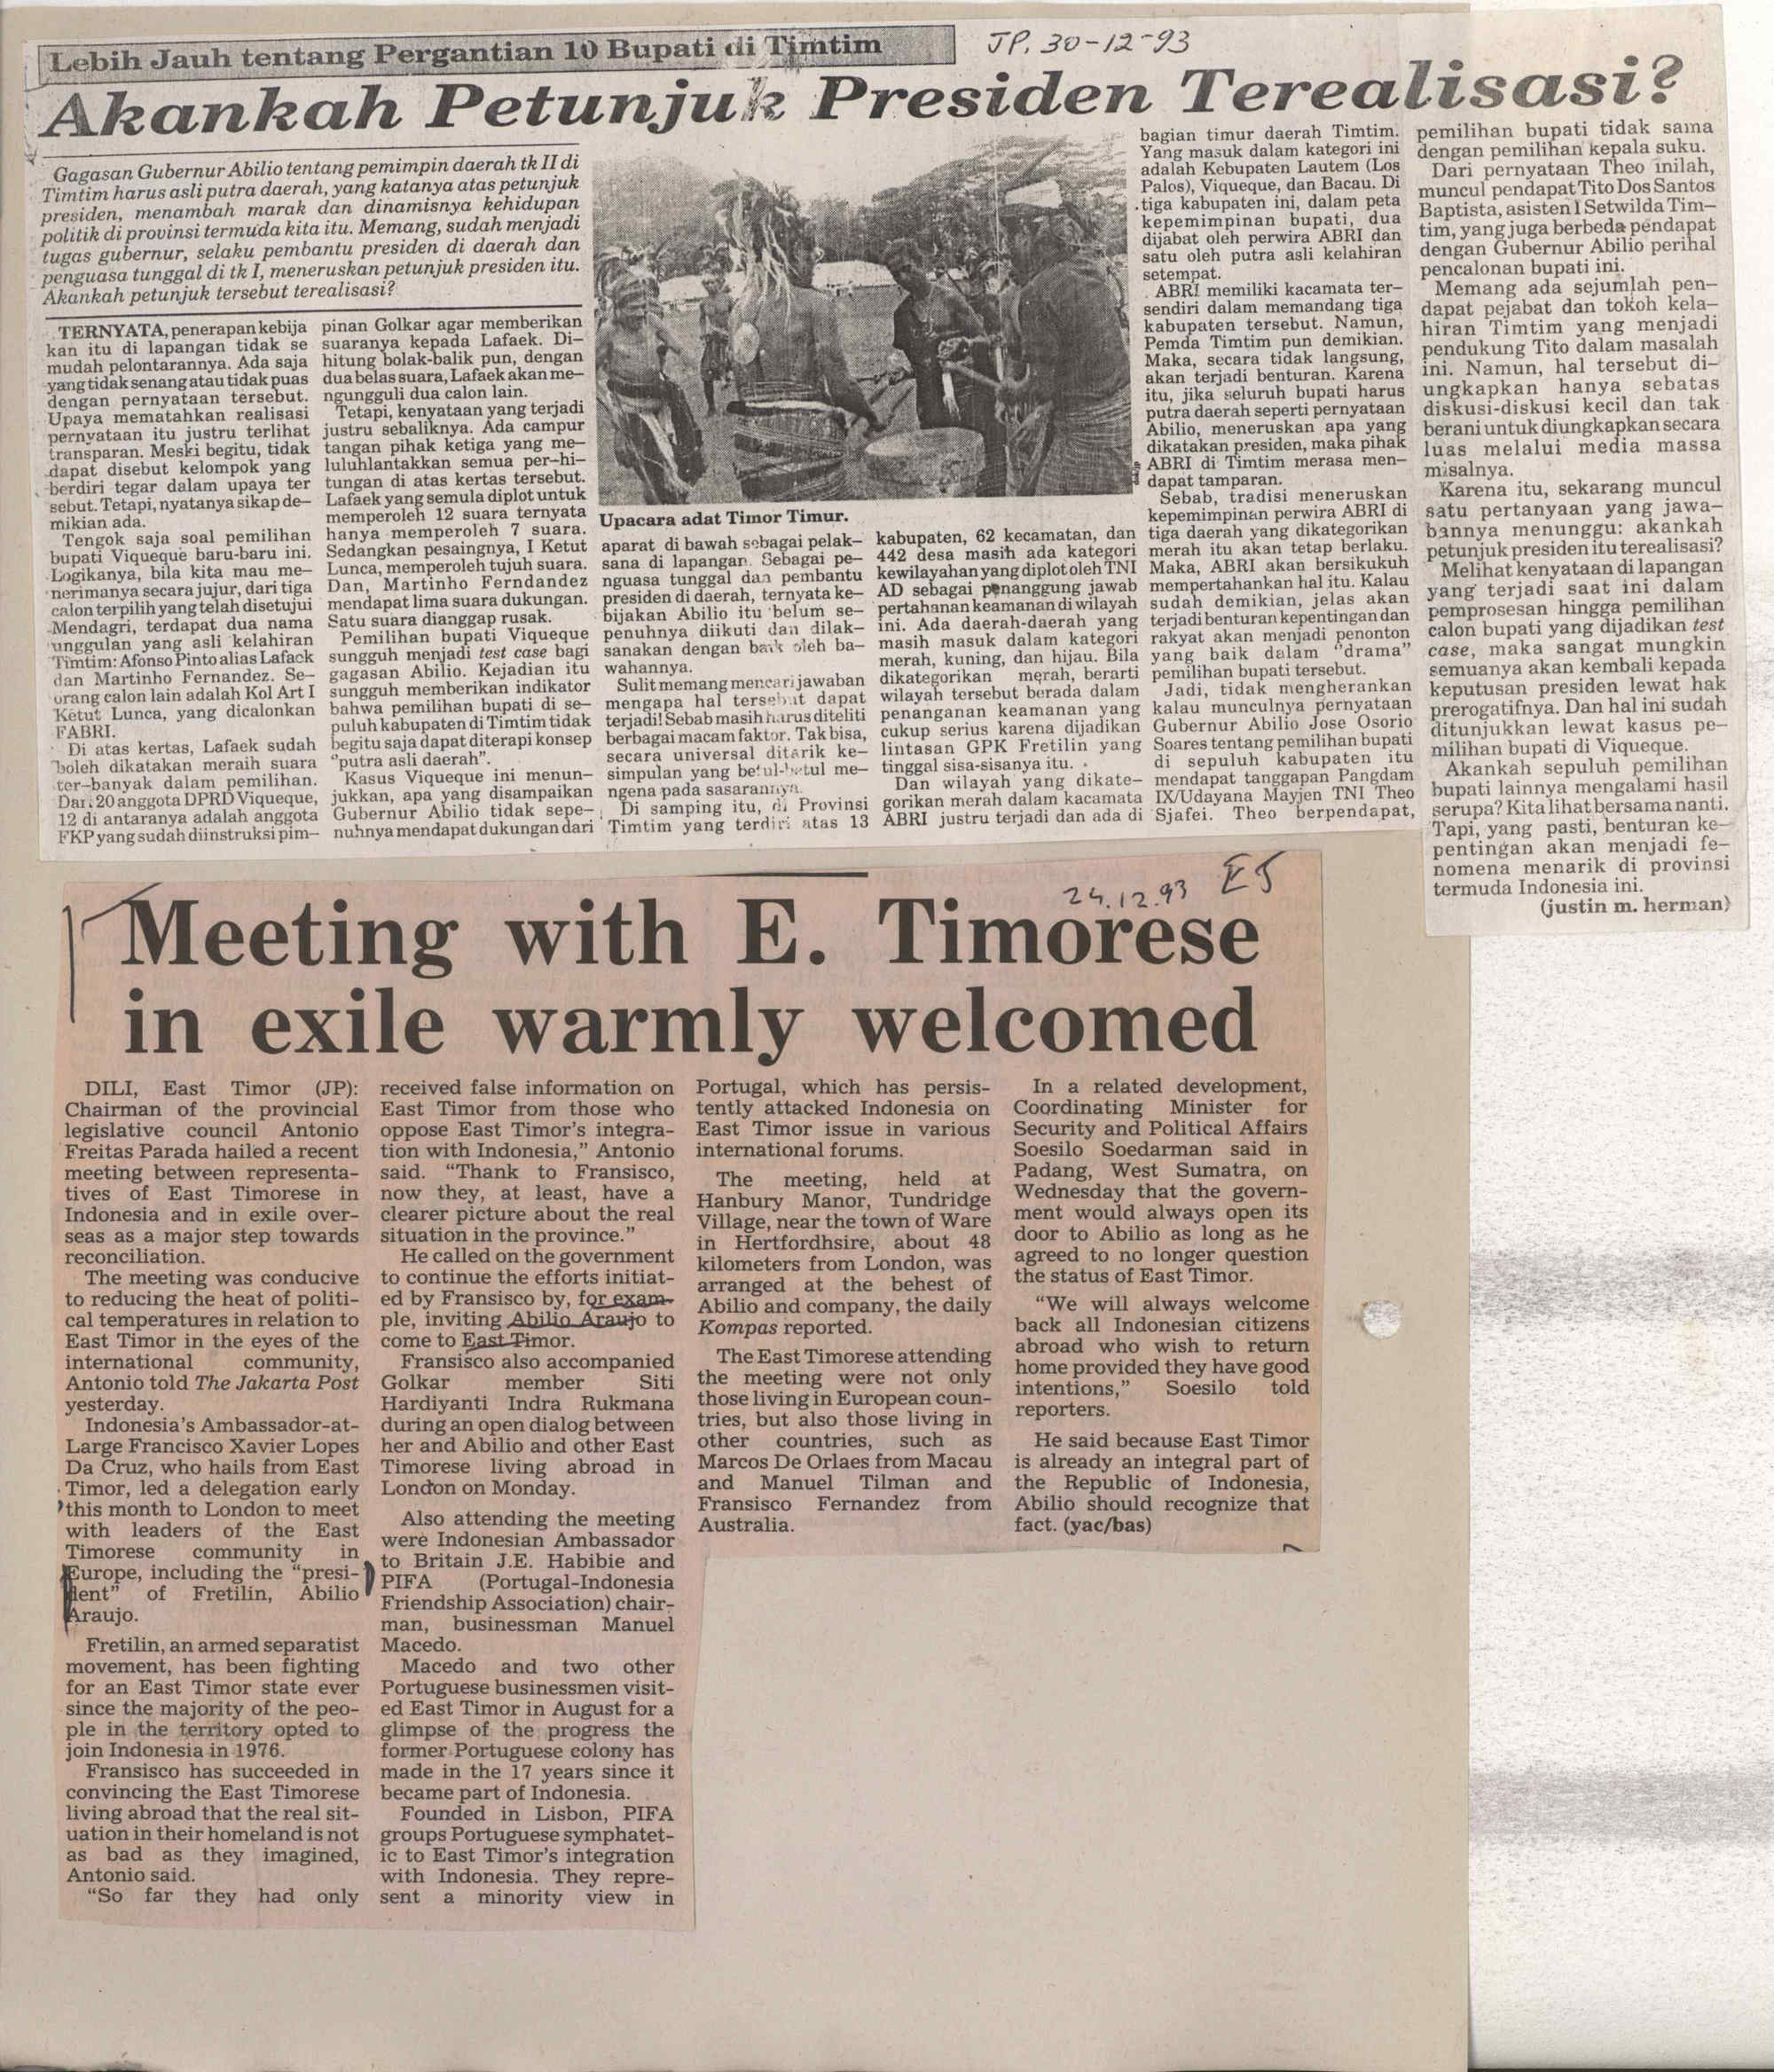 Lebih Jauh tentang Pergantian 10 Bupati di Timtim
JP. 30-12-93
Akankah Petunjuk Presiden Terealisasi?
Gagasan Gubernur Abilio tentang pemimpin daerah tk II di
Timtim harus asli putra daerah, yang katanya atas petunjuk
presiden, menambah marak dan dinamisnya kehidupan
politik di provinsi termuda kita itu. Memang, sudah menjadi
tugas gubernur, selaku pembantu presiden di daerah dan
penguasa tunggal di tk I, meneruskan petunjuk presiden itu.
Akankah petunjuk tersebut terealisasi?
TERNYATA, penerapan kebija
kan itu di lapangan tidak se
mudah pelontarannya. Ada saja
yang tidak senang atau tidak puas
dengan pernyataan tersebut.
Upaya mematahkan realisasi
pernyataan itu justru terlihat
transparan. Meski begitu, tidak
dapat disebut kelompok yang
berdiri tegar dalam upaya ter
sebut. Tetapi, nyatanya sikap de-
mikian ada.
Tengok saja soal pemilihan
bupati Viqueque baru-baru ini.
Logikanya, bila kita mau me-
nerimanya secara jujur, dari tiga
calon terpilih yang telah disetujui
Mendagri, terdapat dua nama
unggulan yang asli kelahiran
Timtim: Afonso Pinto alias Lafaek
dan Martinho Fernandez. Se-
orang calon lain adalah Kol Art I
Ketut Lunca, yang dicalonkan
FABRI.
Di atas kertas, Lafaek sudah
boleh dikatakan meraih suara
ter-banyak dalam pemilihan.
Dari 20 anggota DPRD Viqueque,
12 di antaranya adalah anggota
FKP yang sudah diinstruksi pim-
pinan Golkar agar memberikan
suaranya kepada Lafaek. Di-
hitung bolak-balik pun, dengan
dua belas suara, Lafaek akan me-
ngungguli dua calon lain.
Tetapi, kenyataan yang terjadi
justru sebaliknya. Ada campur
tangan pihak ketiga yang me-
luluhlantakkan semua per-hi-
tungan di atas kertas tersebut.
Lafaek yang semula diplot untuk
memperoleh 12 suara ternyata
hanya memperoleh 7 suara.
Sedangkan pesaingnya, I Ketut
Lunca, memperoleh tujuh suara.
Dan, Martinho Ferndandez
mendapat lima suara dukungan.
Satu suara dianggap rusak.
Pemilihan bupati Viqueque
sungguh menjadi test case bagi
gagasan Abilio. Kejadian itu
sungguh memberikan indikator
bahwa pemilihan bupati di se-
puluh kabupaten di Timtim tidak
begitu saja dapat diterapi konsep
"putra asli daerah".
Kasus Viqueque ini menun-
jukkan, apa yang disampaikan
Gubernur Abilio tidak sepe-
nuhnya mendapat dukungan dari
Upacara adat Timor Timur.
aparat di bawah sebagai pelak-
sana di lapangan. Sebagai pe-
nguasa tunggal dan pembantu
presiden di daerah, ternyata ke-
bijakan Abilio itu belum se-
penuhnya diikuti dan dilak-
sanakan dengan baik oleh ba-
wahannya.
Sulit memang mencari jawaban
mengapa hal tersebut dapat
terjadi! Sebab masih harus diteliti
berbagai macam faktor. Tak bisa,
secara universal ditarik ke-
simpulan yang betul-betul me-
ngena pada sasarannya.
Di samping itu, di Provinsi
Timtim yang terdiri atas 13
kabupaten, 62 kecamatan, dan
442 desa masih ada kategori
kewilayahan yang diplot oleh TNI
AD sebagai penanggung jawab
pertahanan keamanan di wilayah
ini. Ada daerah-daerah yang
masih masuk dalam kategori
merah, kuning, dan hijau. Bila
dikategorikan merah, berarti
wilayah tersebut berada dalam
penanganan keamanan yang
cukup serius karena dijadikan
lintasan GPK Fretilin yang
tinggal sisa-sisanya itu.
Dan wilayah yang dikate-
gorikan merah dalam kacamata
ABRI justru terjadi dan ada di
bagian timur daerah Timtim.
Yang masuk dalam kategori ini
adalah Kebupaten Lautem (Los
Palos), Viqueque, dan Bacau. Di
tiga kabupaten ini, dalam peta
kepemimpinan bupati, dua
dijabat oleh perwira ABRI dan
satu oleh putra asli kelahiran
setempat.
ABRI memiliki kacamata ter-
sendiri dalam memandang tiga
kabupaten tersebut. Namun,
Pemda Timtim pun demikian.
Maka, secara tidak langsung,
akan terjadi benturan. Karena
itu, jika seluruh bupati harus
putra daerah seperti pernyataan
Abilio, meneruskan apa yang
dikatakan presiden, maka pihak
ABRI di Timtim merasa men-
dapat tamparan.
Sebab, tradisi meneruskan
kepemimpinan perwira ABRI di
tiga daerah yang dikategorikan
merah itu akan tetap berlaku.
Maka, ABRI akan bersikukuh
mempertahankan hal itu. Kalau
sudah demikian, jelas akan
terjadi benturan kepentingan dan
rakyat akan menjadi penonton
yang baik dalam "drama"
pemilihan bupati tersebut.
Jadi, tidak mengherankan
kalau munculnya pernyataan
Gubernur Abilio Jose Osorio
Soares tentang pemilihan bupati
di sepuluh kabupaten itu
mendapat tanggapan Pangdam
IX/Udayana Mayjen TNI Theo
Sjafei. Theo berpendapat,
pemilihan bupati tidak sama
dengan pemilihan kepala suku.
Dari pernyataan Theo inilah,
muncul pendapat Tito Dos Santos
Baptista, asisten I Setwilda Tim-
tim, yang juga berbeda pendapat
dengan Gubernur Abilio perihal
pencalonan bupati ini.
Memang ada sejumlah pen-
dapat pejabat dan tokoh kela-
hiran Timtim yang menjadi
pendukung Tito dalam masalah
ini. Namun, hal tersebut di-
ungkapkan hanya sebatas
diskusi-diskusi kecil dan tak
berani untuk diungkapkan secara
luas melalui media massa
misalnya.
Karena itu, sekarang muncul
satu pertanyaan yang jawa-
bannya menunggu: akankah
petunjuk presiden itu terealisasi?
Melihat kenyataan di lapangan
yang terjadi saat ini dalam
pemprosesan hingga pemilihan
calon bupati yang dijadikan test
case, maka sangat mungkin
semuanya akan kembali kepada
keputusan presiden lewat hak
prerogatifnya. Dan hal ini sudah
ditunjukkan lewat kasus pe-
milihan bupati di Viqueque.
Akankah sepuluh pemilihan
bupati lainnya mengalami hasil
serupa? Kita lihat bersama nanti.
Tapi, yang pasti, benturan ke-
pentingan akan menjadi fe-
nomena menarik di provinsi
termuda Indonesia ini.
(justin m. herman)
24.12.93 EJ
Meeting with E. Timorese
in exile warmly welcomed
DILI, East Timor (JP):
Chairman of the provincial
legislative council Antonio
Freitas Parada hailed a recent
meeting between representa-
tives of East Timorese in
Indonesia and in exile over-
seas as a major step towards
reconciliation.
The meeting was conducive
to reducing the heat of politi-
cal temperatures in relation to
East Timor in the eyes of the
international community,
Antonio told The Jakarta Post
yesterday.
Indonesia's Ambassador-at-
Large Francisco Xavier Lopes
Da Cruz, who hails from East
Timor, led a delegation early
this month to London to meet
with leaders of the East
Timorese community in
Europe, including the "presi-
dent" of Fretilin, Abilio
Araujo.
Fretilin, an armed separatist
movement, has been fighting
for an East Timor state ever
since the majority of the peo-
ple in the territory opted to
join Indonesia in 1976.
Fransisco has succeeded in
convincing the East Timorese
living abroad that the real sit-
uation in their homeland is not
as bad as they imagined,
Antonio said.
"So far they had only
received false information on
East Timor from those who
oppose East Timor's integra-
tion with Indonesia," Antonio
said. "Thank to Fransisco,
now they, at least, have a
clearer picture about the real
situation in the province."
He called on the government
to continue the efforts initiat-
ed by Fransisco by, for exam-
ple, inviting Abilio Araujo to
come to East Timor.
Fransisco also accompanied
Golkar member Siti
Hardiyanti Indra Rukmana
during an open dialog between
her and Abilio and other East
Timorese living abroad in
London on Monday.
Also attending the meeting
were Indonesian Ambassador
to Britain J.E. Habibie and
PIFA (Portugal-Indonesia
Friendship Association) chair-
man, businessman Manuel
Macedo.
Macedo and two other
Portuguese businessmen visit-
ed East Timor in August for a
glimpse of the progress the
former Portuguese colony has
made in the 17 years since it
became part of Indonesia.
Founded in Lisbon, PIFA
groups Portuguese symphatet-
ic to East Timor's integration
with Indonesia. They repre-
sent a minority view in
Portugal, which has persis-
tently attacked Indonesia on
East Timor issue in various
international forums.
The meeting, held at
Hanbury Manor, Tundridge
Village, near the town of Ware
in Hertfordhsire, about 48
kilometers from London, was
arranged at the behest of
Abilio and company, the daily
Kompas reported.
The East Timorese attending
the meeting were not only
those living in European coun-
tries, but also those living in
other countries, such as
Marcos De Orlaes from Macau
and Manuel Tilman and
Fransisco Fernandez from
Australia.
In a related development,
Coordinating Minister for
Security and Political Affairs
Soesilo Soedarman said in
Padang, West Sumatra, on
Wednesday that the govern-
ment would always open its
door to Abilio as long as he
agreed to no longer question
the status of East Timor.
"We will always welcome
back all Indonesian citizens
abroad who wish to return
home provided they have good
intentions," Soesilo told
reporters.
He said because East Timor
is already an integral part of
the Republic of Indonesia,
Abilio should recognize that
fact. (yac/bas)